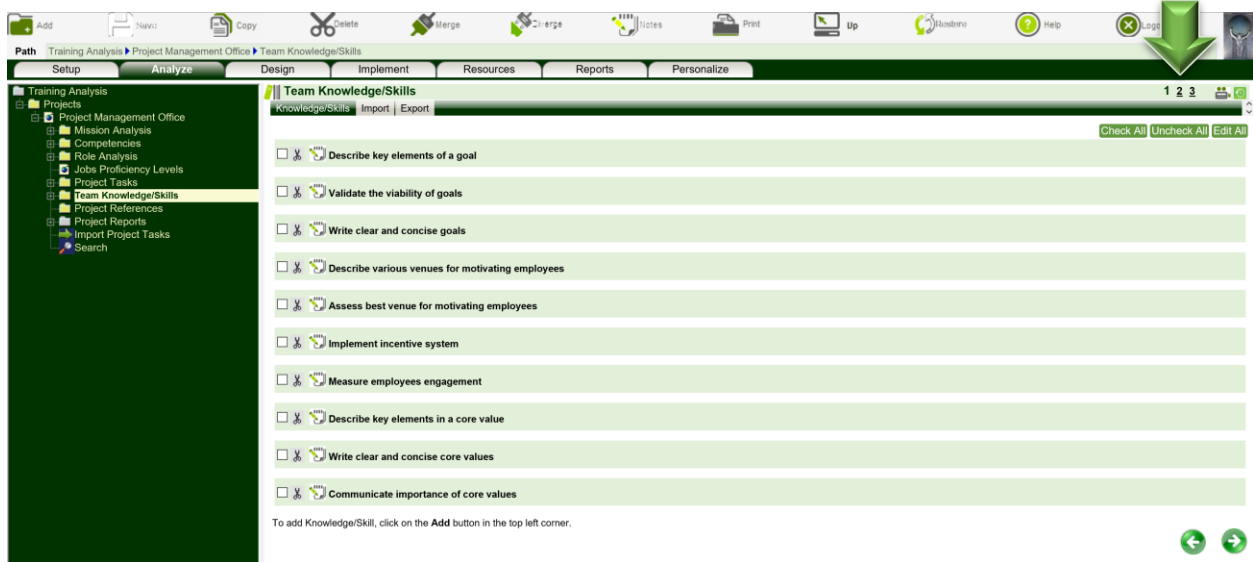 Add Save Copy Delete Merge Notes Print Up Restore Help
Path Training Analysis Project Management Office Team Knowledge/Skills
Setup Analyze Design Implement Resources Reports Personalize
Training Analysis
Projects
Project Management Office
Mission Analysis
Competencies
Role Analysis
Jobs Proficiency Levels
Project Tasks
Team Knowledge/Skills
Project References
Project Reports
Import Project Tasks
Search
Team Knowledge/Skills 1 2 3
Knowledge/Skills Import Export
Check All Uncheck All Edit All
Describe key elements of a goal
Validate the viability of goals
Write clear and concise goals
Describe various venues for motivating employees
Assess best venue for motivating employees
Implement incentive system
Measure employees engagement
Describe key elements in a core value
Write clear and concise core values
Communicate importance of core values
To add Knowledge/Skill, click on the Add button in the top left corner.